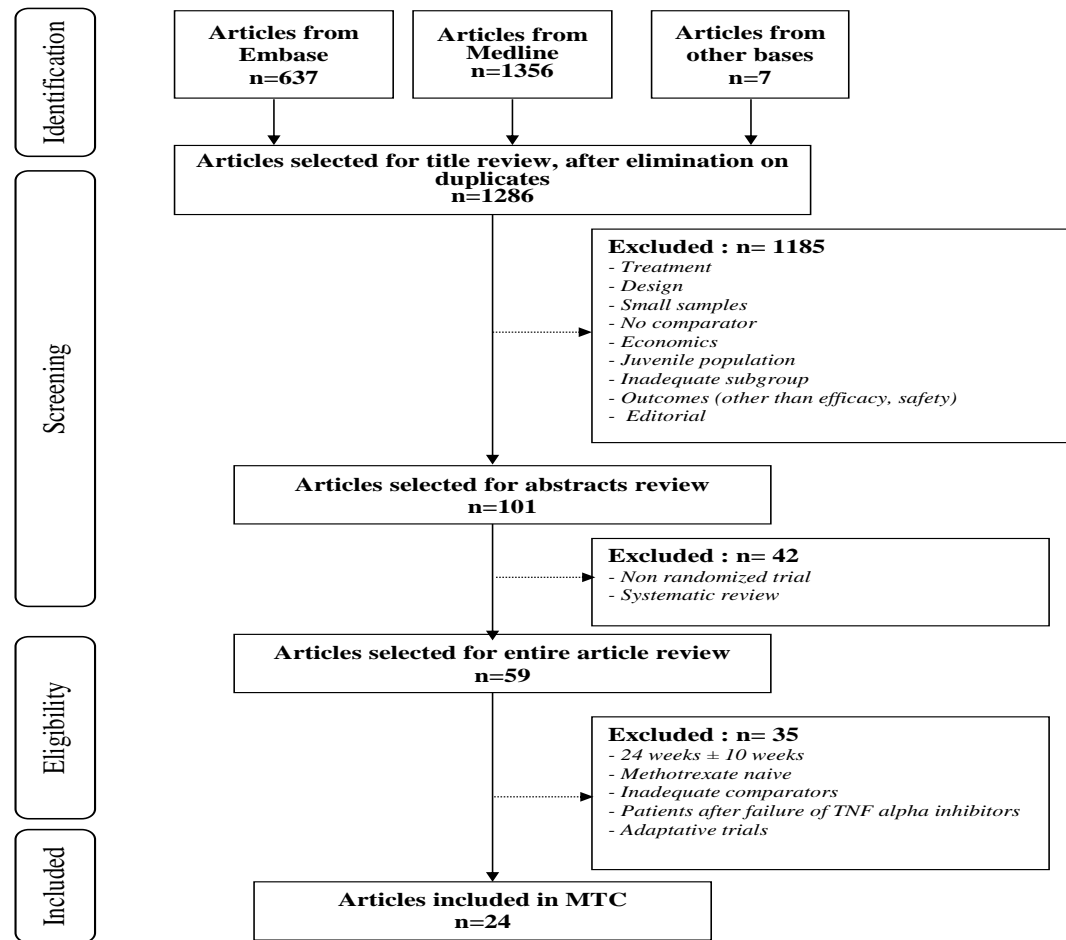 Identification
Articles from
Embase
n=637
Articles from
Medline
n=1356
Articles from
other bases
n=7
Articles selected for title review, after elimination on
duplicates
n=1286
Screening
Excluded : n= 1185
- Treatment
- Design
- Small samples
- No comparator
- Economics
- Juvenile population
- Inadequate subgroup
- Outcomes (other than efficacy, safety)
- Editorial
Articles selected for abstracts review
n=101
Excluded : n= 42
- Non randomized trial
- Systematic review
Eligibility
Articles selected for entire article review
n=59
Excluded : n= 35
- 24 weeks ± 10 weeks
- Methotrexate naive
- Inadequate comparators
- Patients after failure of TNF alpha inhibitors
- Adaptative trials
Included
Articles included in MTC
n=24